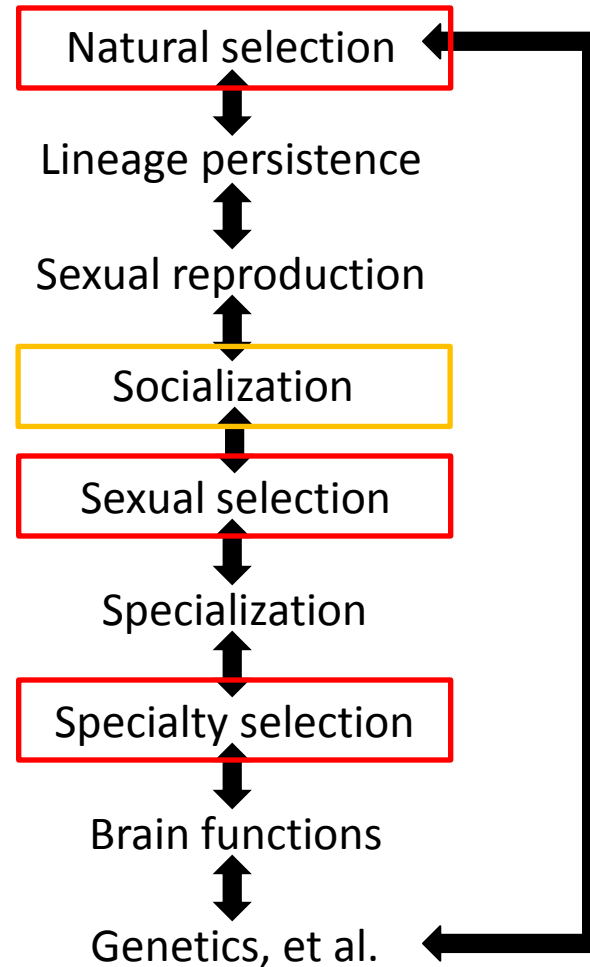 Natural selection
Lineage persistence
Sexual reproduction
Socialization
Sexual selection
Specialization
Specialty selection
Brain functions
Genetics, et al.